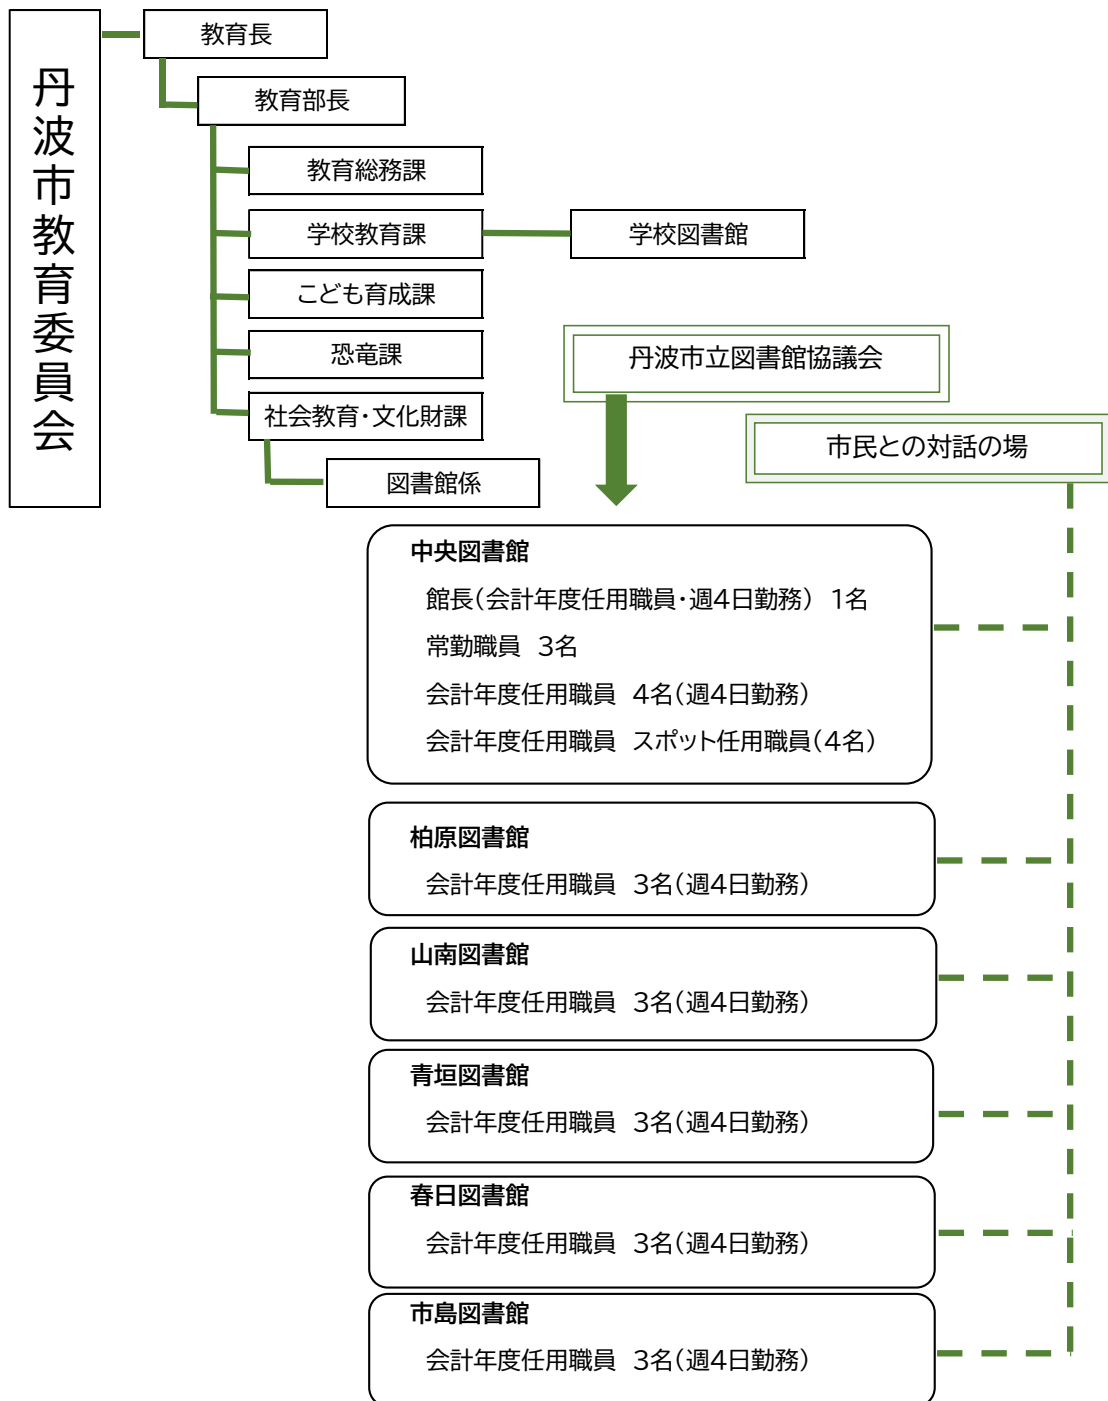 丹波市教育委員会
教育長
教育部長
教育総務課
学校教育課
学校図書館
こども育成課
恐竜課
丹波市立図書館協議会
社会教育・文化財課
市民との対話の場
図書館係
中央図書館
館長(会計年度任用職員・週4日勤務) 1名
常勤職員 3名
会計年度任用職員 4名(週4日勤務)
会計年度任用職員 スポット任用職員(4名)
柏原図書館
会計年度任用職員 3名(週4日勤務)
山南図書館
会計年度任用職員 3名(週4日勤務)
青垣図書館
会計年度任用職員 3名(週4日勤務)
春日図書館
会計年度任用職員 3名(週4日勤務)
市島図書館
会計年度任用職員 3名(週4日勤務)